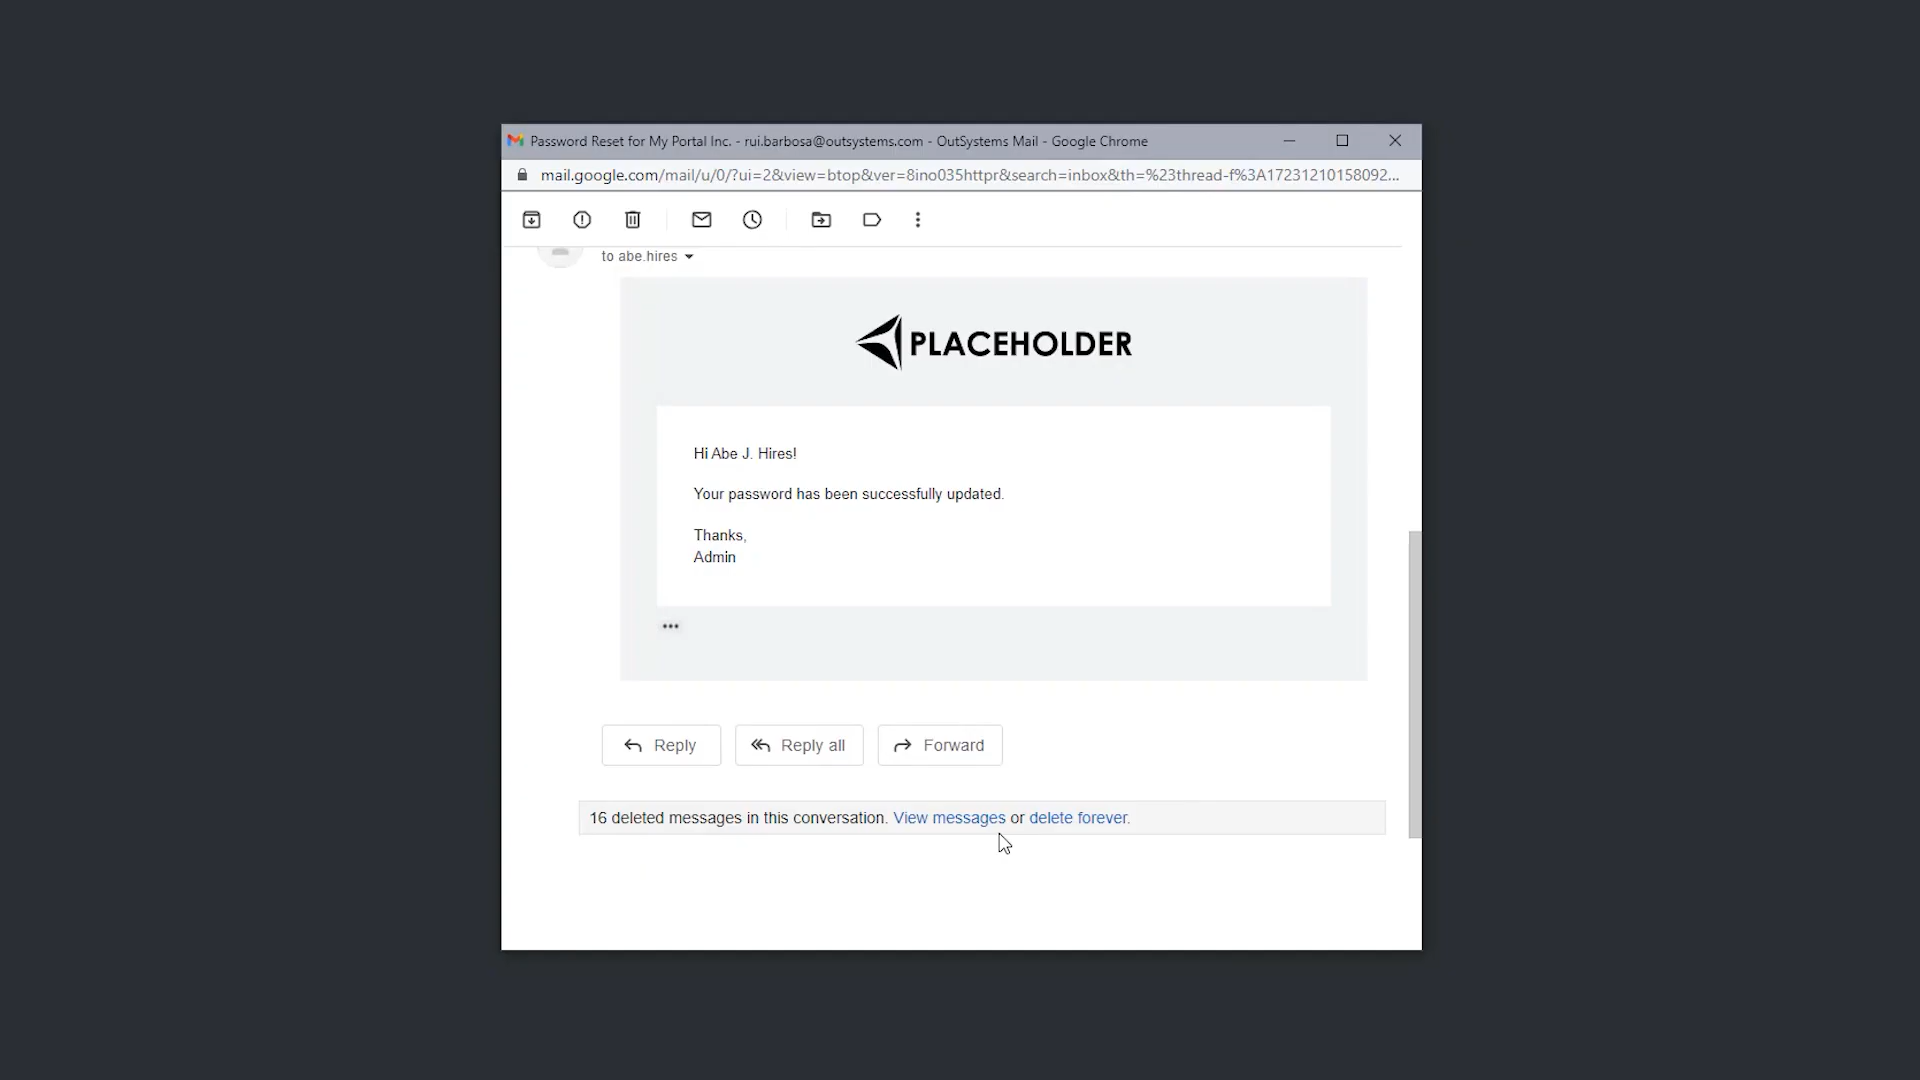 Password Reset for My Portal Inc. - rui.barbosa@outsystems.com - OutSystems Mail - Google Chrome
mail.google.com/mail/u/0/?ui=2&view=btop&ver=8ino035httpr&search=inbox&th=%23thread-f%3A17231210158092...
to abe.hires
PLACEHOLDER
Hi Abe J. Hires!
Your password has been successfully updated.
Thanks,
Admin
Reply Reply all Forward
16 deleted messages in this conversation. View messages or delete forever.